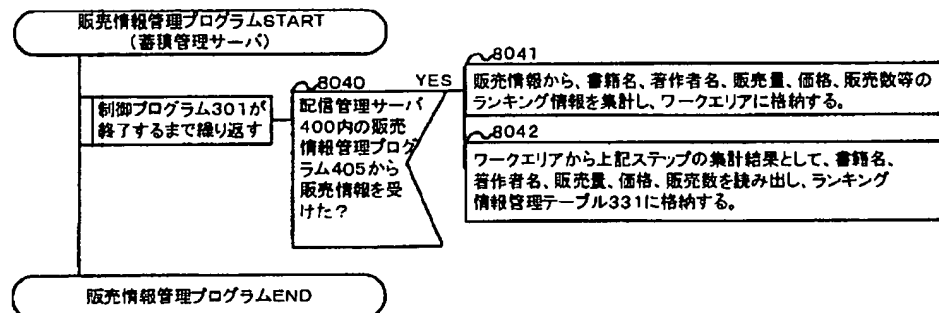 販売情報管理プログラムSTART
(蓄積管理サーバ)
制御プログラム301が
終了するまで繰り返す
8040
YES
配信管理サーバ
400内の販売
情報管理プログ
ラム405から
販売情報を受
けた？
8041
販売情報から、書籍名、著作者名、販売量、価格、販売数等の
ランキング情報を集計し、ワークエリアに格納する。
8042
ワークエリアから上記ステップの集計結果として、書籍名、
著作者名、販売量、価格、販売数を読み出し、ランキング
情報管理テーブル331に格納する。
販売情報管理プログラムEND